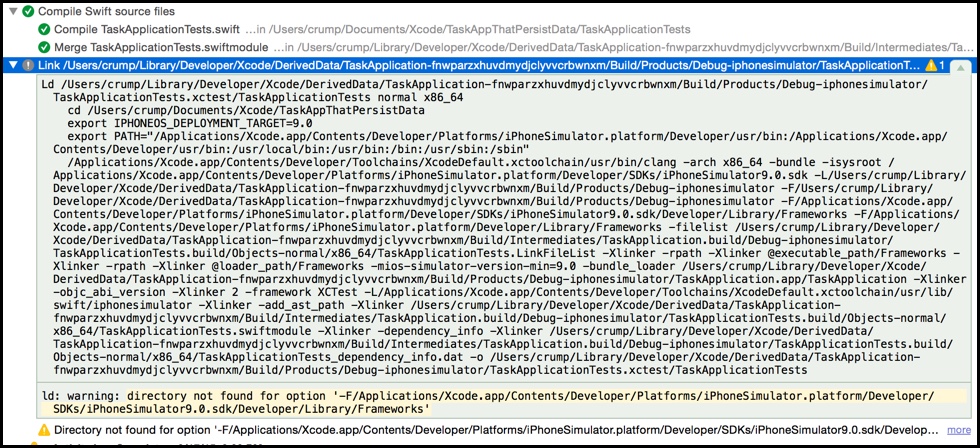 Compile Swift source files
Compile TaskApplicationTests.swift ...in /Users/crump/Documents/Xcode/TaskAppThatPersistData/TaskApplicationTests
Merge TaskApplicationTests.swiftmodule ...in /Users/crump/Library/Developer/Xcode/DerivedData/TaskApplication-fnwparzxhuvdmydjclyvvcrbwnxm/Build/Intermediates/Ta...
Link /Users/crump/Library/Developer/Xcode/DerivedData/TaskApplication-fnwparzxhuvdmydjclyvvcrbwnxm/Build/Products/Debug-iphonesimulator/TaskApplicationT... 1
Ld /Users/crump/Library/Developer/Xcode/DerivedData/TaskApplication-fnwparzxhuvdmydjclyvvcrbwnxm/Build/Products/Debug-iphonesimulator/
TaskApplicationTests.xctest/TaskApplicationTests normal x86_64
cd /Users/crump/Documents/Xcode/TaskAppThatPersistData
export IPHONEOS_DEPLOYMENT_TARGET=9.0
export PATH="/Applications/Xcode.app/Contents/Developer/Platforms/iPhoneSimulator.platform/Developer/usr/bin:/Applications/Xcode.app/
Contents/Developer/usr/bin:/usr/local/bin:/usr/bin:/bin:/usr/sbin:/sbin"
/Applications/Xcode.app/Contents/Developer/Toolchains/XcodeDefault.xctoolchain/usr/bin/clang -arch x86_64 -bundle -isysroot /
Applications/Xcode.app/Contents/Developer/Platforms/iPhoneSimulator.platform/Developer/SDKs/iPhoneSimulator9.0.sdk -L/Users/crump/Library/
Developer/Xcode/DerivedData/TaskApplication-fnwparzxhuvdmydjclyvvcrbwnxm/Build/Products/Debug-iphonesimulator -F/Users/crump/Library/
Developer/Xcode/DerivedData/TaskApplication-fnwparzxhuvdmydjclyvvcrbwnxm/Build/Products/Debug-iphonesimulator -F/Applications/Xcode.app/
Contents/Developer/Platforms/iPhoneSimulator.platform/Developer/SDKs/iPhoneSimulator9.0.sdk/Developer/Library/Frameworks -F/Applications/
Xcode.app/Contents/Developer/Platforms/iPhoneSimulator.platform/Developer/Library/Frameworks -filelist /Users/crump/Library/Developer/
Xcode/DerivedData/TaskApplication-fnwparzxhuvdmydjclyvvcrbwnxm/Build/Intermediates/TaskApplication.build/Debug-iphonesimulator/
TaskApplicationTests.build/Objects-normal/x86_64/TaskApplicationTests.LinkFileList -Xlinker -rpath -Xlinker @executable_path/Frameworks -
Xlinker -rpath -Xlinker @loader_path/Frameworks -mios-simulator-version-min=9.0 -bundle_loader /Users/crump/Library/Developer/Xcode/
DerivedData/TaskApplication-fnwparzxhuvdmydjclyvvcrbwnxm/Build/Products/Debug-iphonesimulator/TaskApplication.app/TaskApplication -Xlinker
-objc_abi_version -Xlinker 2 -framework XCTest -L/Applications/Xcode.app/Contents/Developer/Toolchains/XcodeDefault.xctoolchain/usr/lib/
swift/iphonesimulator -Xlinker -add_ast_path -Xlinker /Users/crump/Library/Developer/Xcode/DerivedData/TaskApplication-
fnwparzxhuvdmydjclyvvcrbwnxm/Build/Intermediates/TaskApplication.build/Debug-iphonesimulator/TaskApplicationTests.build/Objects-normal/
x86_64/TaskApplicationTests.swiftmodule -Xlinker -dependency_info -Xlinker /Users/crump/Library/Developer/Xcode/DerivedData/
TaskApplication-fnwparzxhuvdmydjclyvvcrbwnxm/Build/Intermediates/TaskApplication.build/Debug-iphonesimulator/TaskApplicationTests.build/
Objects-normal/x86_64/TaskApplicationTests_dependency_info.dat -o /Users/crump/Library/Developer/Xcode/DerivedData/TaskApplication-
fnwparzxhuvdmydjclyvvcrbwnxm/Build/Products/Debug-iphonesimulator/TaskApplicationTests.xctest/TaskApplicationTests
ld: warning: directory not found for option '-F/Applications/Xcode.app/Contents/Developer/Platforms/iPhoneSimulator.platform/Developer/
SDKs/iPhoneSimulator9.0.sdk/Developer/Library/Frameworks'
Directory not found for option '-F/Applications/Xcode.app/Contents/Developer/Platforms/iPhoneSimulator.platform/Developer/SDKs/iPhoneSimulator9.0.sdk/Develop... more